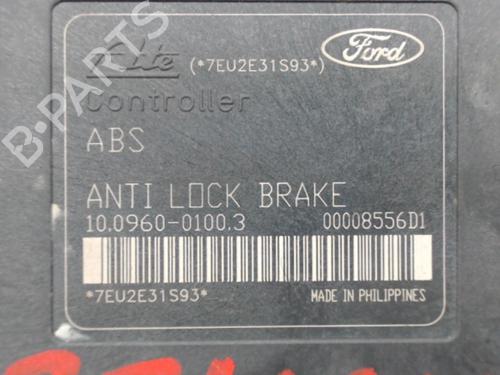 Ate (*7EU2E31S93*) Ford
Controller
ABS
ANTI LOCK BRAKE
10.0960-0100.3 00008556D1
*7EU2E31S93* MADE IN PHILIPPINES
B-PARTS